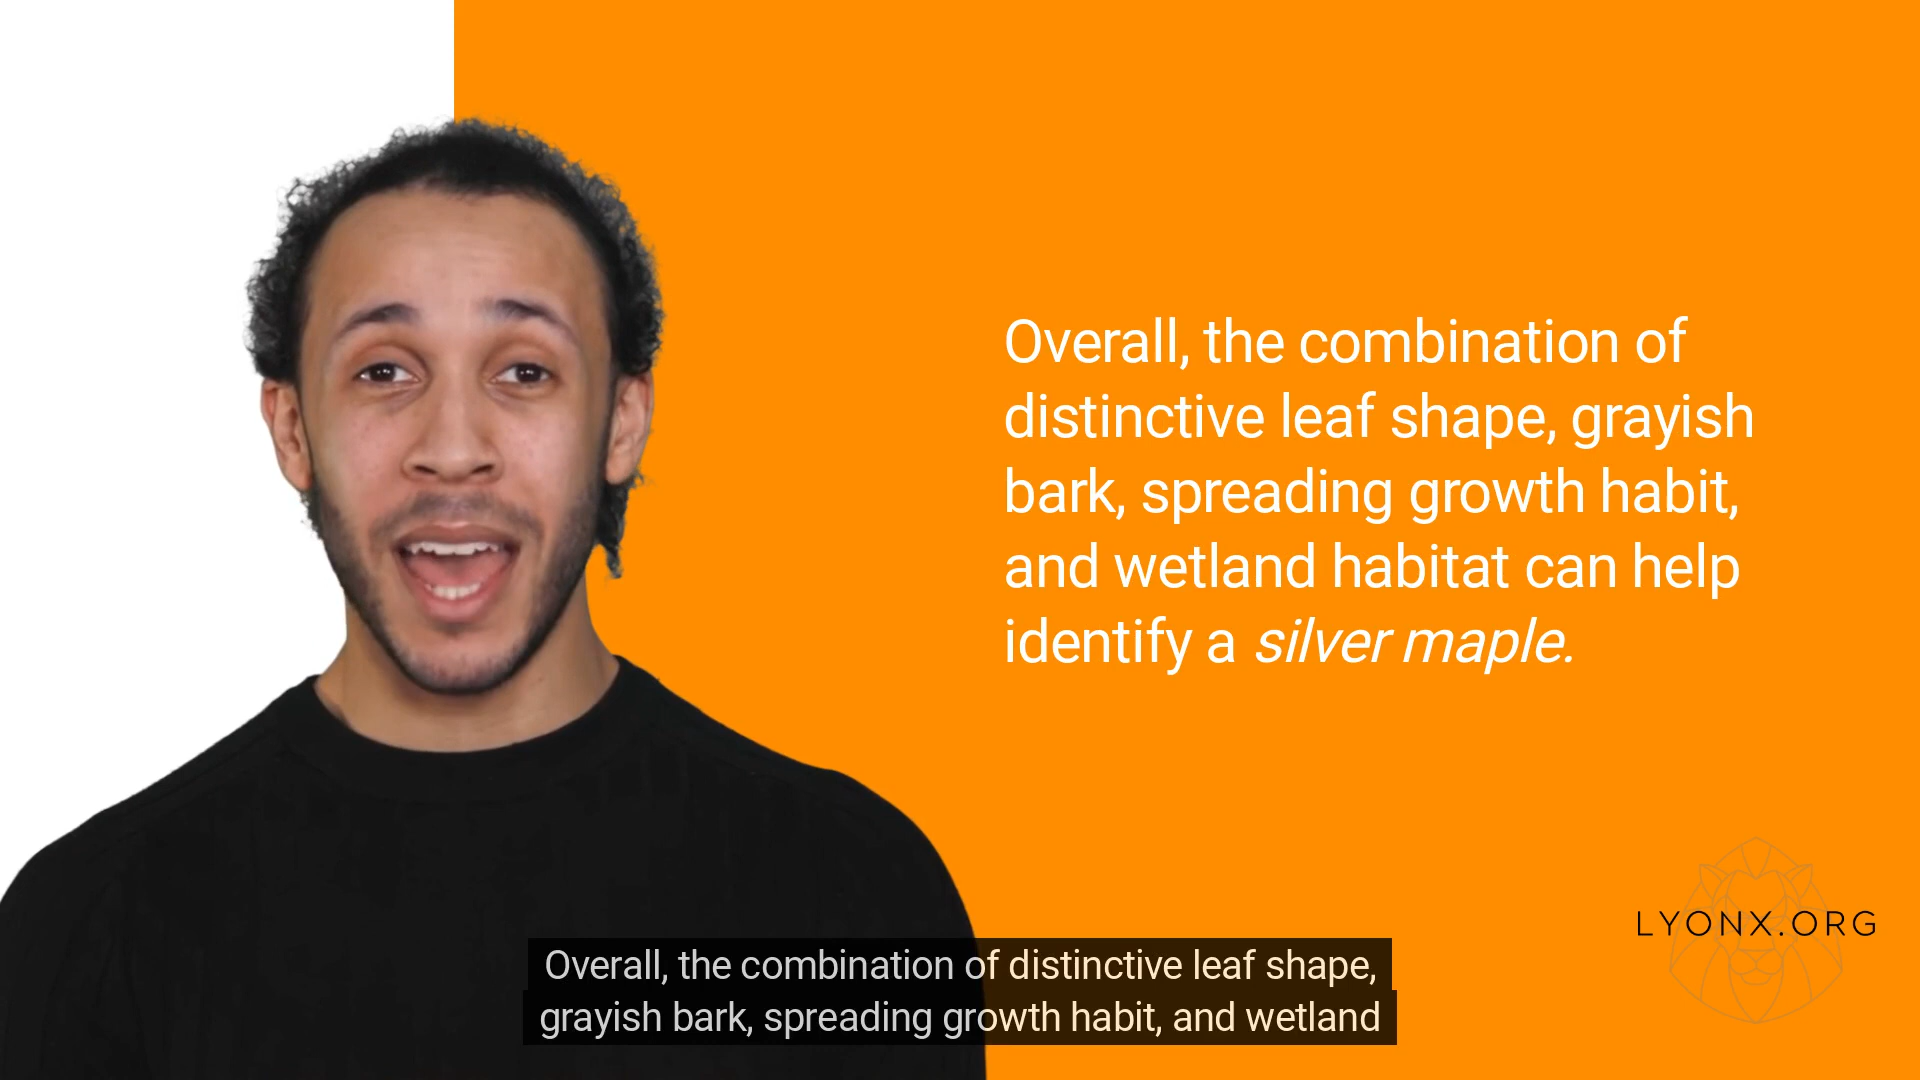 Overall, the combination of
distinctive leaf shape, grayish
bark, spreading growth habit,
and wetland habitat can help
identify a silver maple.
LYONX.ORG
Overall, the combination of distinctive leaf shape,
grayish bark, spreading growth habit, and wetland